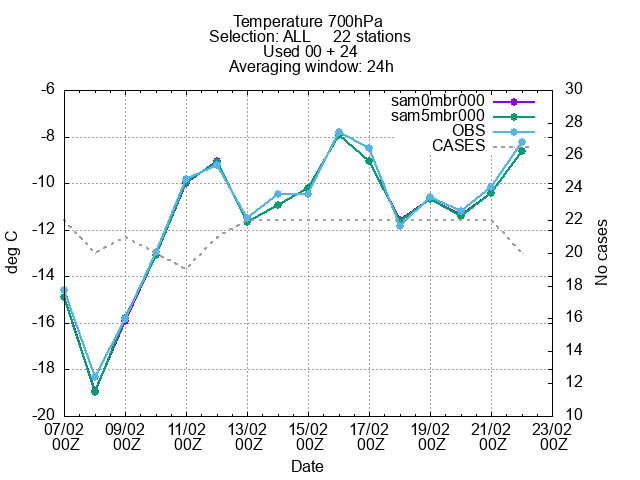 Temperature 700hPa
Selection: ALL 22 stations
Used 00 + 24
Averaging window: 24h
sam0mbr000
sam5mbr000
OBS
CASES
-6
-8
-10
-12
-14
-16
-18
-20
deg C
30
28
26
24
22
20
18
16
14
12
10
No cases
07/02 09/02 11/02 13/02 15/02 17/02 19/02 21/02 23/02
00Z 00Z 00Z 00Z 00Z 00Z 00Z 00Z 00Z
Date